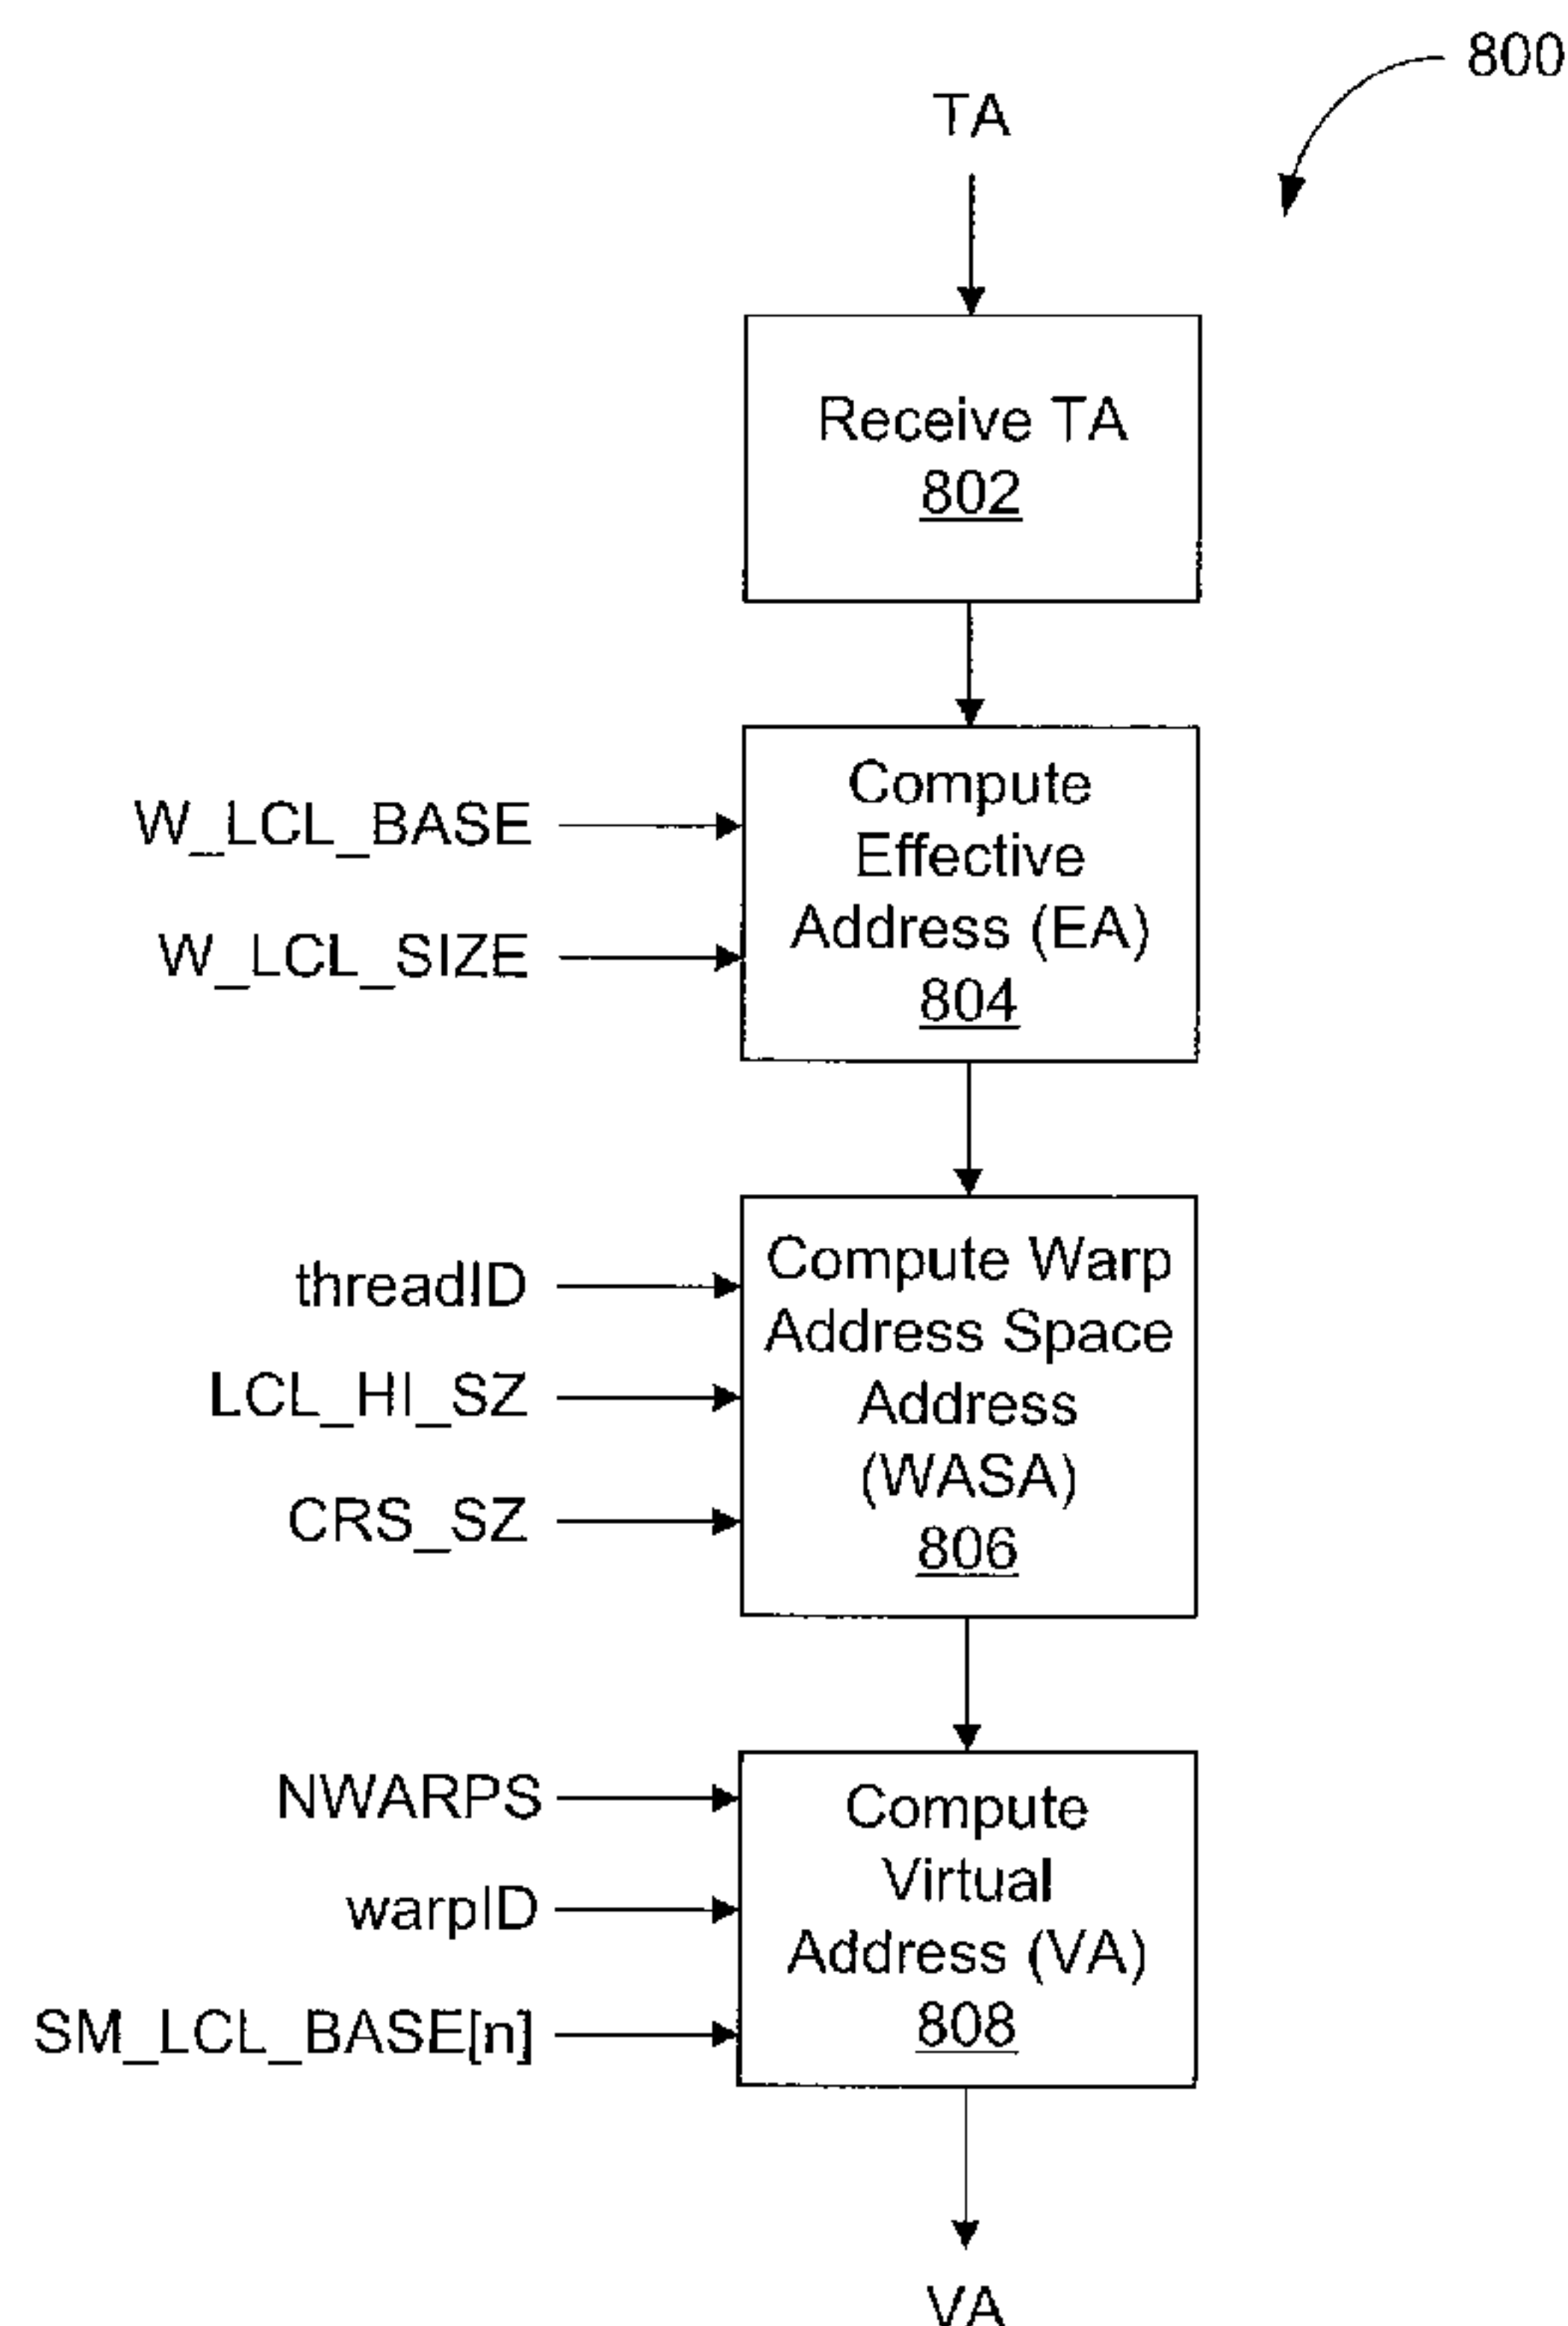 800
TA
Receive TA
802
W_LCL_BASE
W_LCL_SIZE
Compute
Effective
Address (EA)
804
threadID
LCL_HI_SZ
CRS_SZ
Compute Warp
Address Space
Address
(WASA)
806
NWARPS
warpID
SM_LCL_BASE[n]
Compute
Virtual
Address (VA)
808
VA